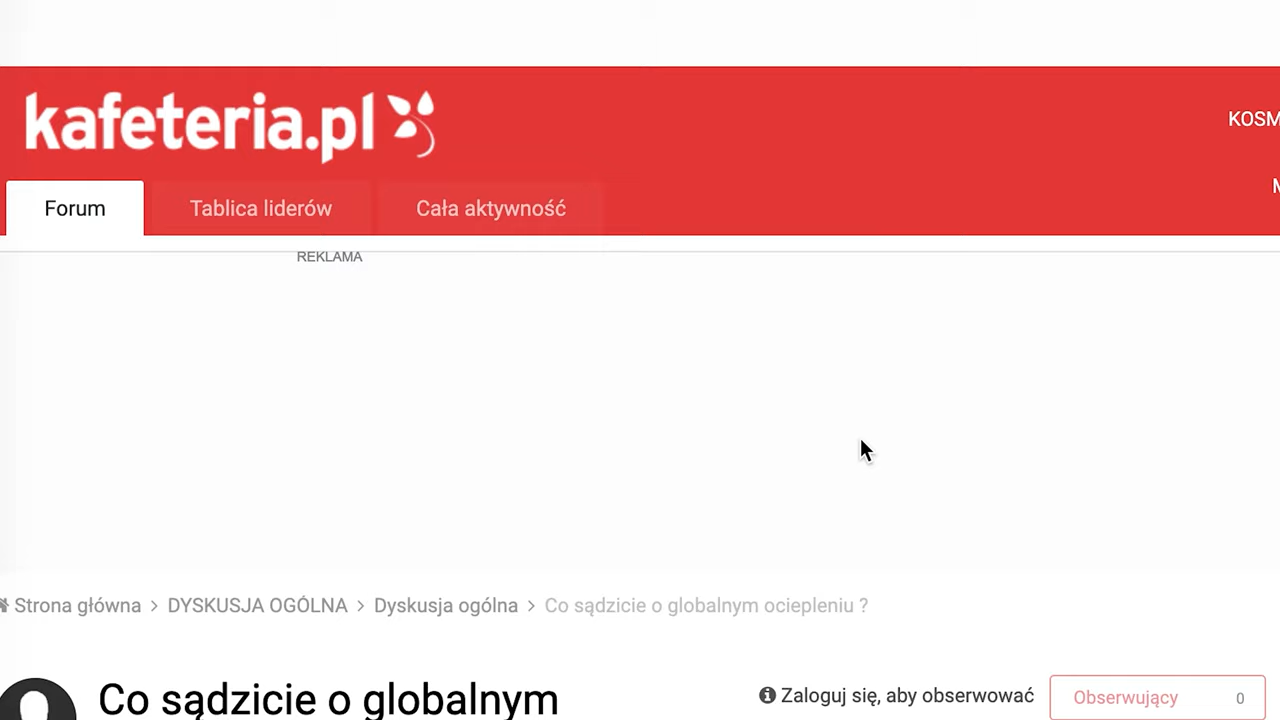 kafeteria.pl
KOSM
M
Forum
Tablica liderów
Cała aktywność
REKLAMA
Strona główna > DYSKUSJA OGÓLNA > Dyskusja ogólna > Co sądzicie o globalnym ociepleniu ?
Co sądzicie o globalnym
Zaloguj się, aby obserwować
Obserwujący 0